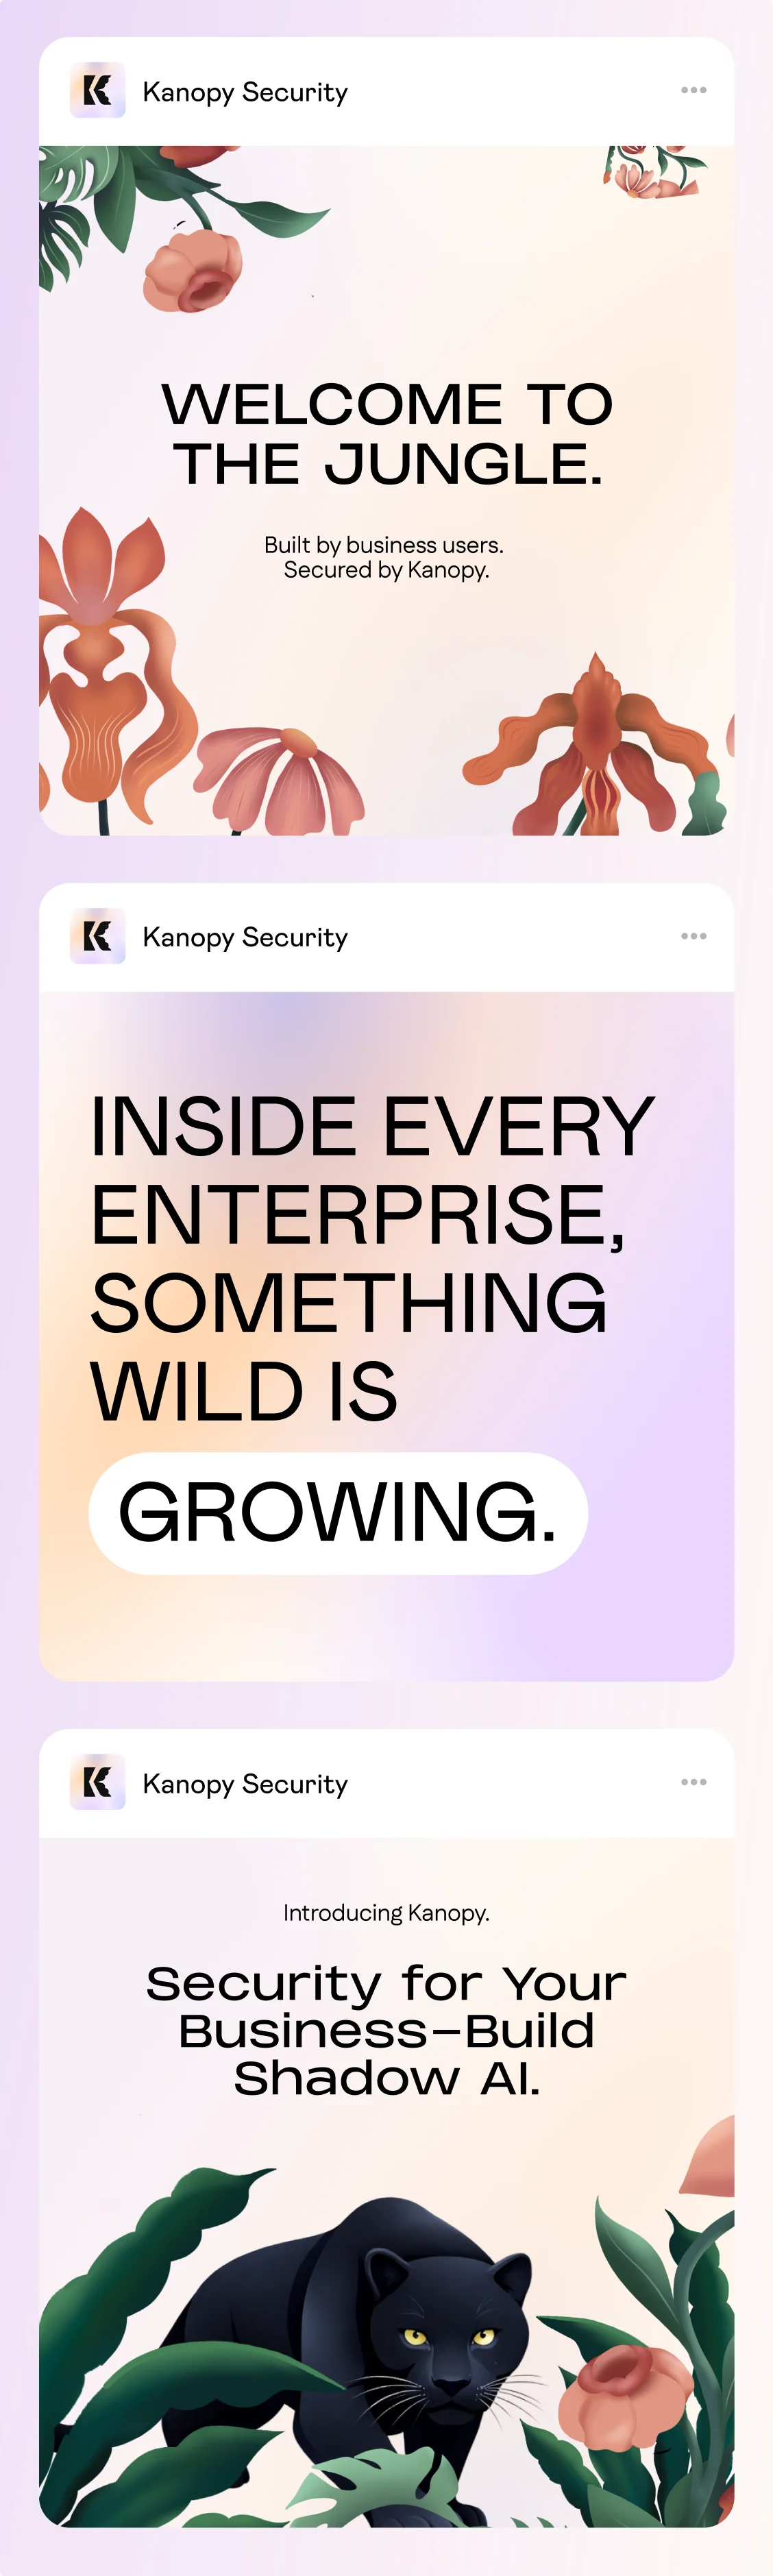 Kanopy Security
WELCOME TO
THE JUNGLE.
Built by business users.
Secured by Kanopy.
Kanopy Security
INSIDE EVERY
ENTERPRISE,
SOMETHING
WILD IS
GROWING.
Kanopy Security
Introducing Kanopy.
Security for Your
Business–Build
Shadow AI.